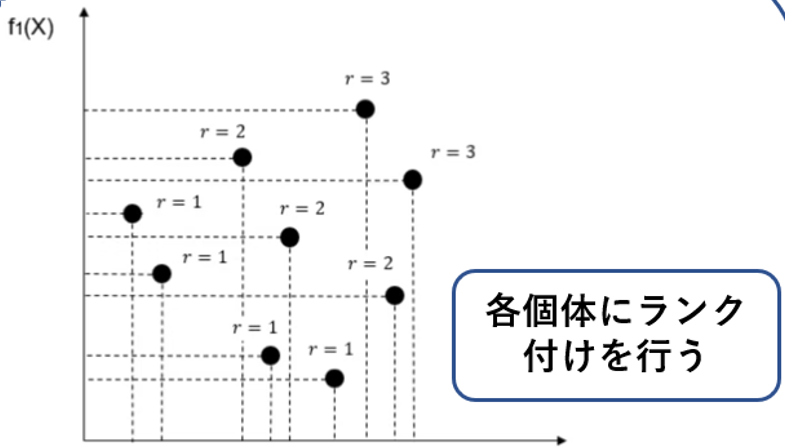 f1(X)
r = 3
r = 2
r = 3
r = 1
r = 2
r = 1
r = 2
r = 1
r = 1
各個体にランク
付けを行う